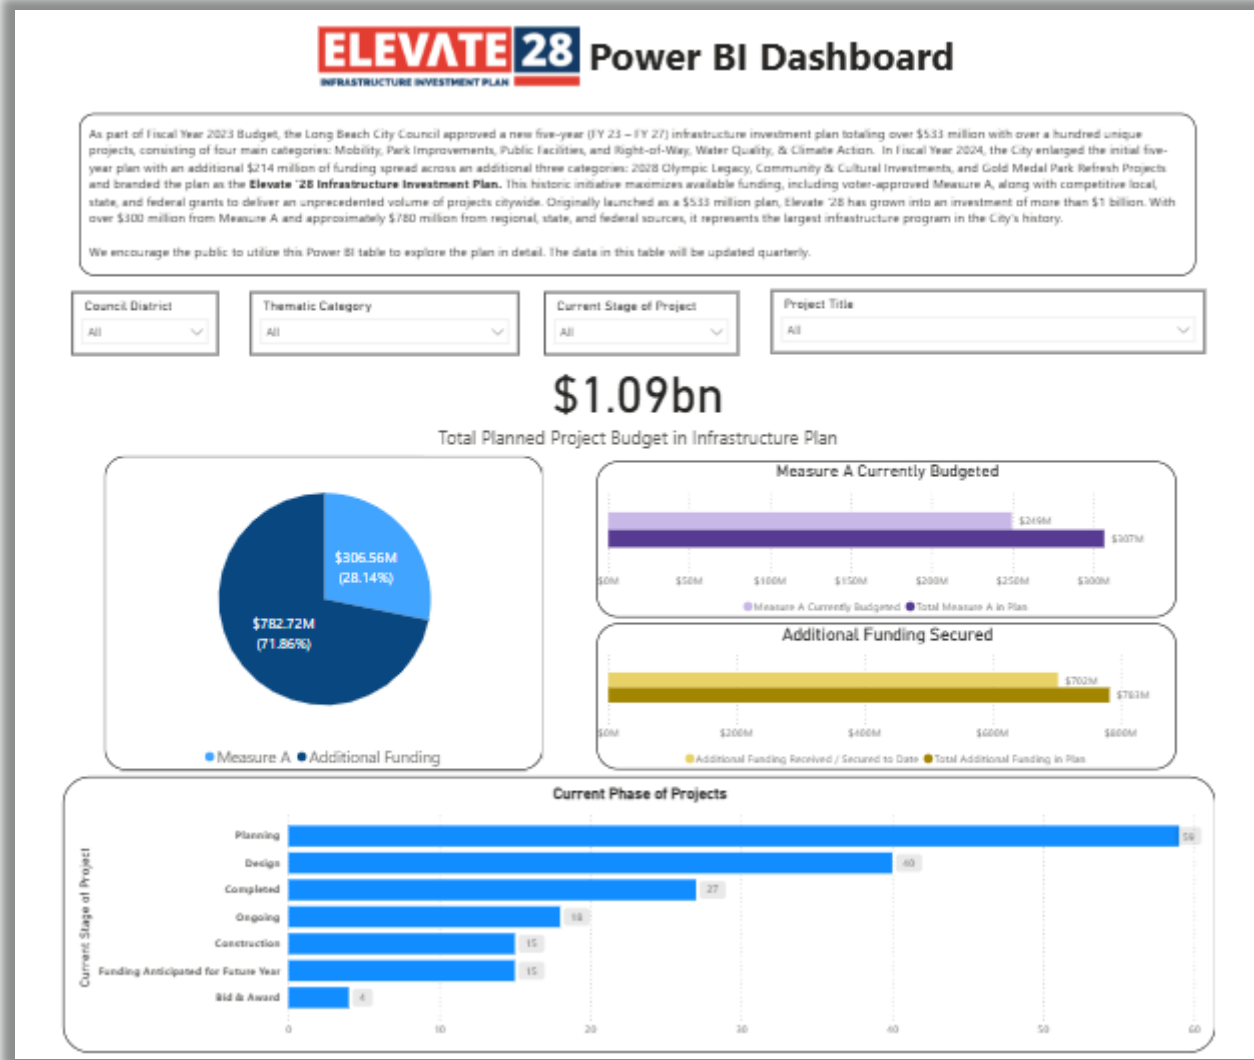 ELEVATE 28
INFRASTRUCTURE INVESTMENT PLAN
Power BI Dashboard
As part of Fiscal Year 2023 Budget, the Long Beach City Council approved a new five-year (FY 23 – FY 27) infrastructure investment plan totaling over $533 million with over a hundred unique
projects, consisting of four main categories: Mobility, Park Improvements, Public Facilities, and Right-of-Way, Water Quality, & Climate Action. In Fiscal Year 2024, the City enlarged the initial five-
year plan with an additional $214 million of funding spread across an additional three categories: 2028 Olympic Legacy, Community & Cultural Investments, and Gold Medal Park Refresh Projects
and branded the plan as the Elevate '28 Infrastructure Investment Plan. This historic initiative maximizes available funding, including voter-approved Measure A, along with competitive local,
state, and federal grants to deliver an unprecedented volume of projects citywide. Originally launched as a $533 million plan, Elevate '28 has grown into an investment of more than $1 billion. With
over $300 million from Measure A and approximately $780 million from regional, state, and federal sources, it represents the largest infrastructure program in the City's history.
We encourage the public to utilize this Power BI table to explore the plan in detail. The data in this table will be updated quarterly.
Council District
All
Thematic Category
All
Current Stage of Project
All
Project Title
All
$1.09bn
Total Planned Project Budget in Infrastructure Plan
$306.56M
(28.14%)
$782.72M
(71.86%)
Measure A Additional Funding
Measure A Currently Budgeted
$249M
$307M
$0M $50M $100M $150M $200M $250M $300M
Measure A Currently Budgeted Total Measure A in Plan
Additional Funding Secured
$702M
$783M
$0M $200M $400M $600M $800M
Additional Funding Received / Secured to Date Total Additional Funding in Plan
Current Phase of Projects
Current Stage of Project
Planning 59
Design 40
Completed 27
Ongoing 18
Construction 15
Funding Anticipated for Future Year 15
Bid & Award 4
0 10 20 30 40 50 60